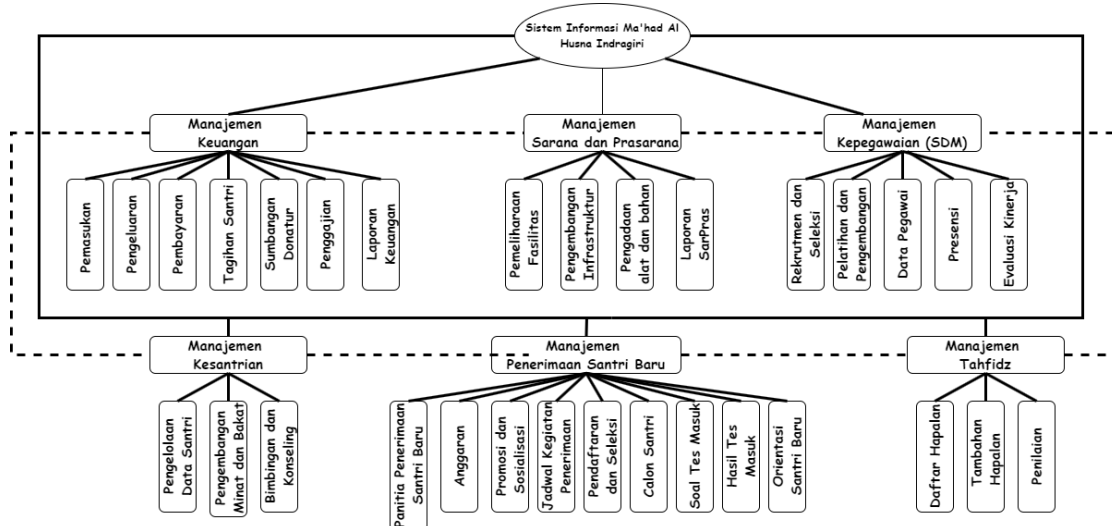 Sistem Informasi Ma'had Al
Husna Indragiri
Manajemen
Keuangan
Manajemen
Sarana dan Prasarana
Manajemen
Kepegawaian (SDM)
Pemasukan
Pengeluaran
Pembayaran
Tagihan Santri
Sumbangan
Donatur
Penggajian
Laporan
Keuangan
Pemeliharaan
Fasilitas
Pengembangan
Infrastruktur
Pengadaan
alat dan bahan
Laporan
SarPras
Rekrutmen dan
Seleksi
Pelatihan dan
Pengembangan
Data Pegawai
Presensi
Evaluasi Kinerja
Manajemen
Kesantrian
Manajemen
Penerimaan Santri Baru
Manajemen
Tahfidz
Pengelolaan
Data Santri
Pengembangan
Minat dan Bakat
Bimbingan dan
Konseling
Panitia Penerimaan
Santri Baru
Anggaran
Promosi dan
Sosialisasi
Jadwal Kegiatan
Penerimaan
Pendaftaran
dan Seleksi
Calon Santri
Soal Tes Masuk
Hasil Tes
Masuk
Orientasi
Santri Baru
Daftar Hapalan
Tambahan
Hapalan
Penilaian